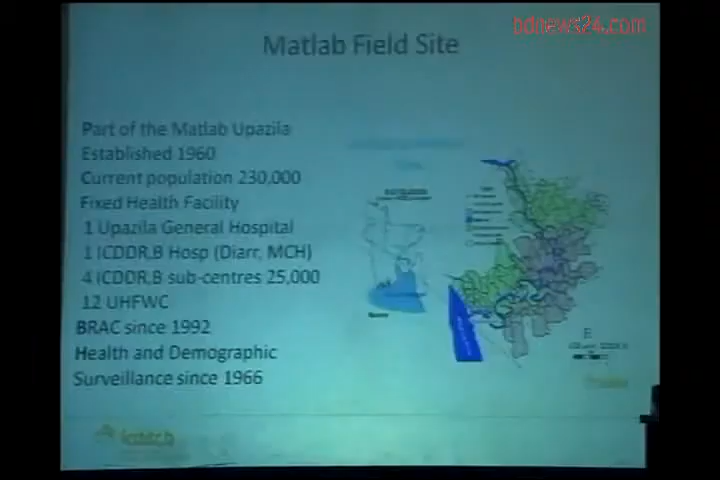 bdnews24.com
Matlab Field Site
Part of the Matlab Upazila
Established 1960
Current population 230,000
Fixed Health Facility
1 Upazila General Hospital
1 ICDDR,B Hosp (Diarr, MCH)
4 ICDDR,B sub-centres 25,000
12 UHFWC
BRAC since 1992
Health and Demographic
Surveillance since 1966